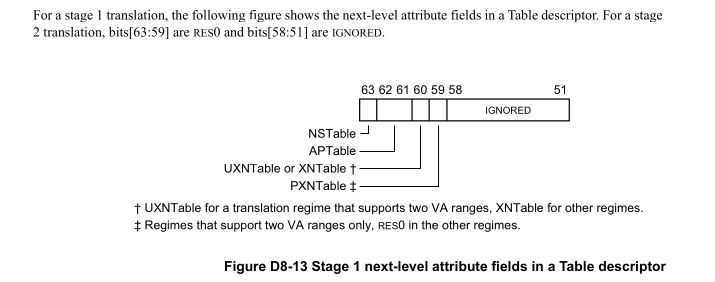 For a stage 1 translation, the following figure shows the next-level attribute fields in a Table descriptor. For a stage
2 translation, bits[63:59] are RES0 and bits[58:51] are IGNORED.
63 62 61 60 59 58 51
IGNORED
NSTable
APTable
UXNTable or XNTable †
PXNTable ‡
† UXNTable for a translation regime that supports two VA ranges, XNTable for other regimes.
‡ Regimes that support two VA ranges only, RES0 in the other regimes.
Figure D8-13 Stage 1 next-level attribute fields in a Table descriptor